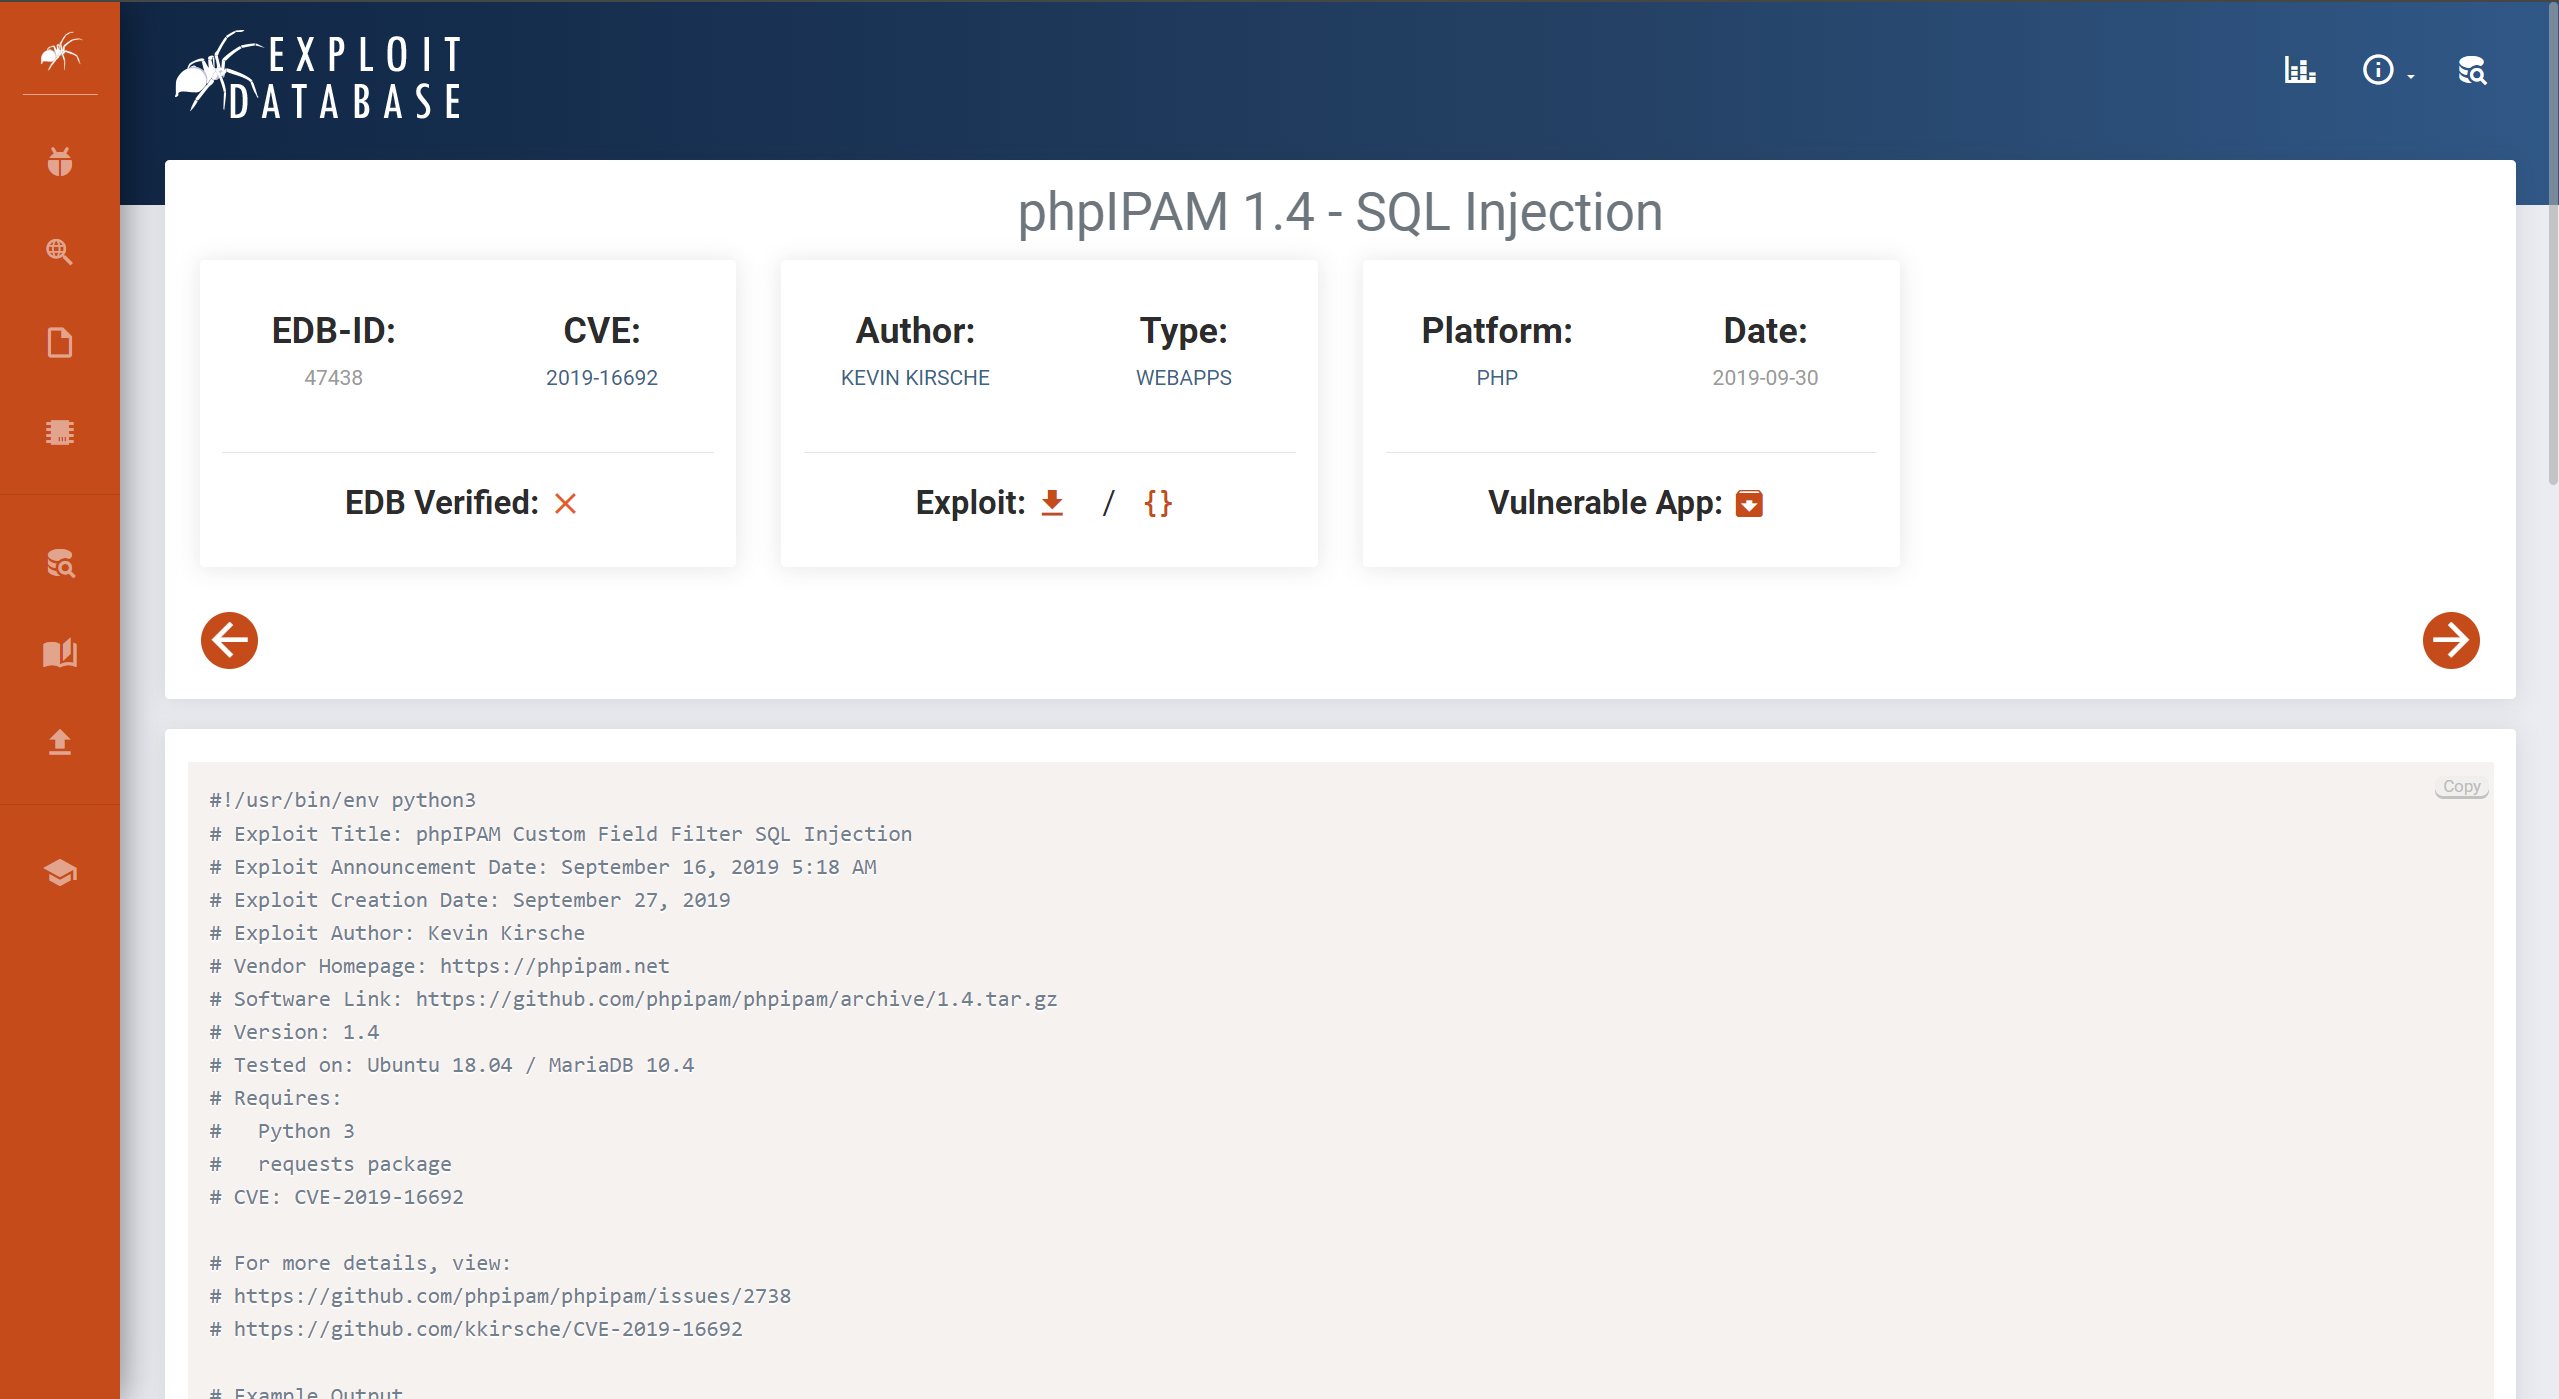 EXPLOIT
DATABASE
phpIPAM 1.4 - SQL Injection
EDB-ID:
47438
CVE:
2019-16692
EDB Verified:
Author:
KEVIN KIRSCHE
Type:
WEBAPPS
Exploit: / {}
Platform:
PHP
Date:
2019-09-30
Vulnerable App:
Copy
#!/usr/bin/env python3
# Exploit Title: phpIPAM Custom Field Filter SQL Injection
# Exploit Announcement Date: September 16, 2019 5:18 AM
# Exploit Creation Date: September 27, 2019
# Exploit Author: Kevin Kirsche
# Vendor Homepage: https://phpipam.net
# Software Link: https://github.com/phpipam/phpipam/archive/1.4.tar.gz
# Version: 1.4
# Tested on: Ubuntu 18.04 / MariaDB 10.4
# Requires:
#   Python 3
#   requests package
# CVE: CVE-2019-16692
# For more details, view:
# https://github.com/phpipam/phpipam/issues/2738
# https://github.com/kkirsche/CVE-2019-16692
# Example Output